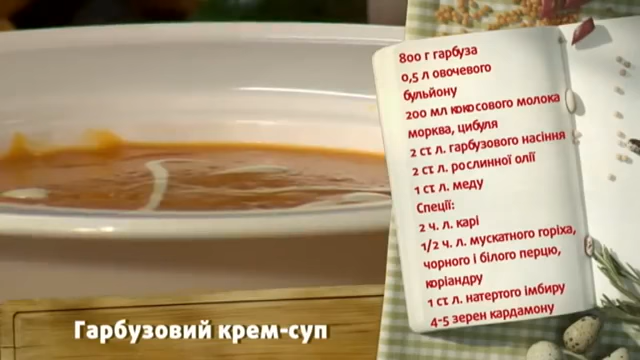 800 г гарбуза
0,5 л овочевого
бульйону
200 мл кокосового молока
морква, цибуля
2 ст. л. гарбузового насіння
2 ст. л. рослинної олії
1 ст. л. меду
Спеції:
2 ч. л. карі
1/2 ч. л. мускатного горіха,
чорного і білого перцю,
коріандру
1 ст. л. натертого імбиру
4-5 зерен кардамону
Гарбузовий крем-суп